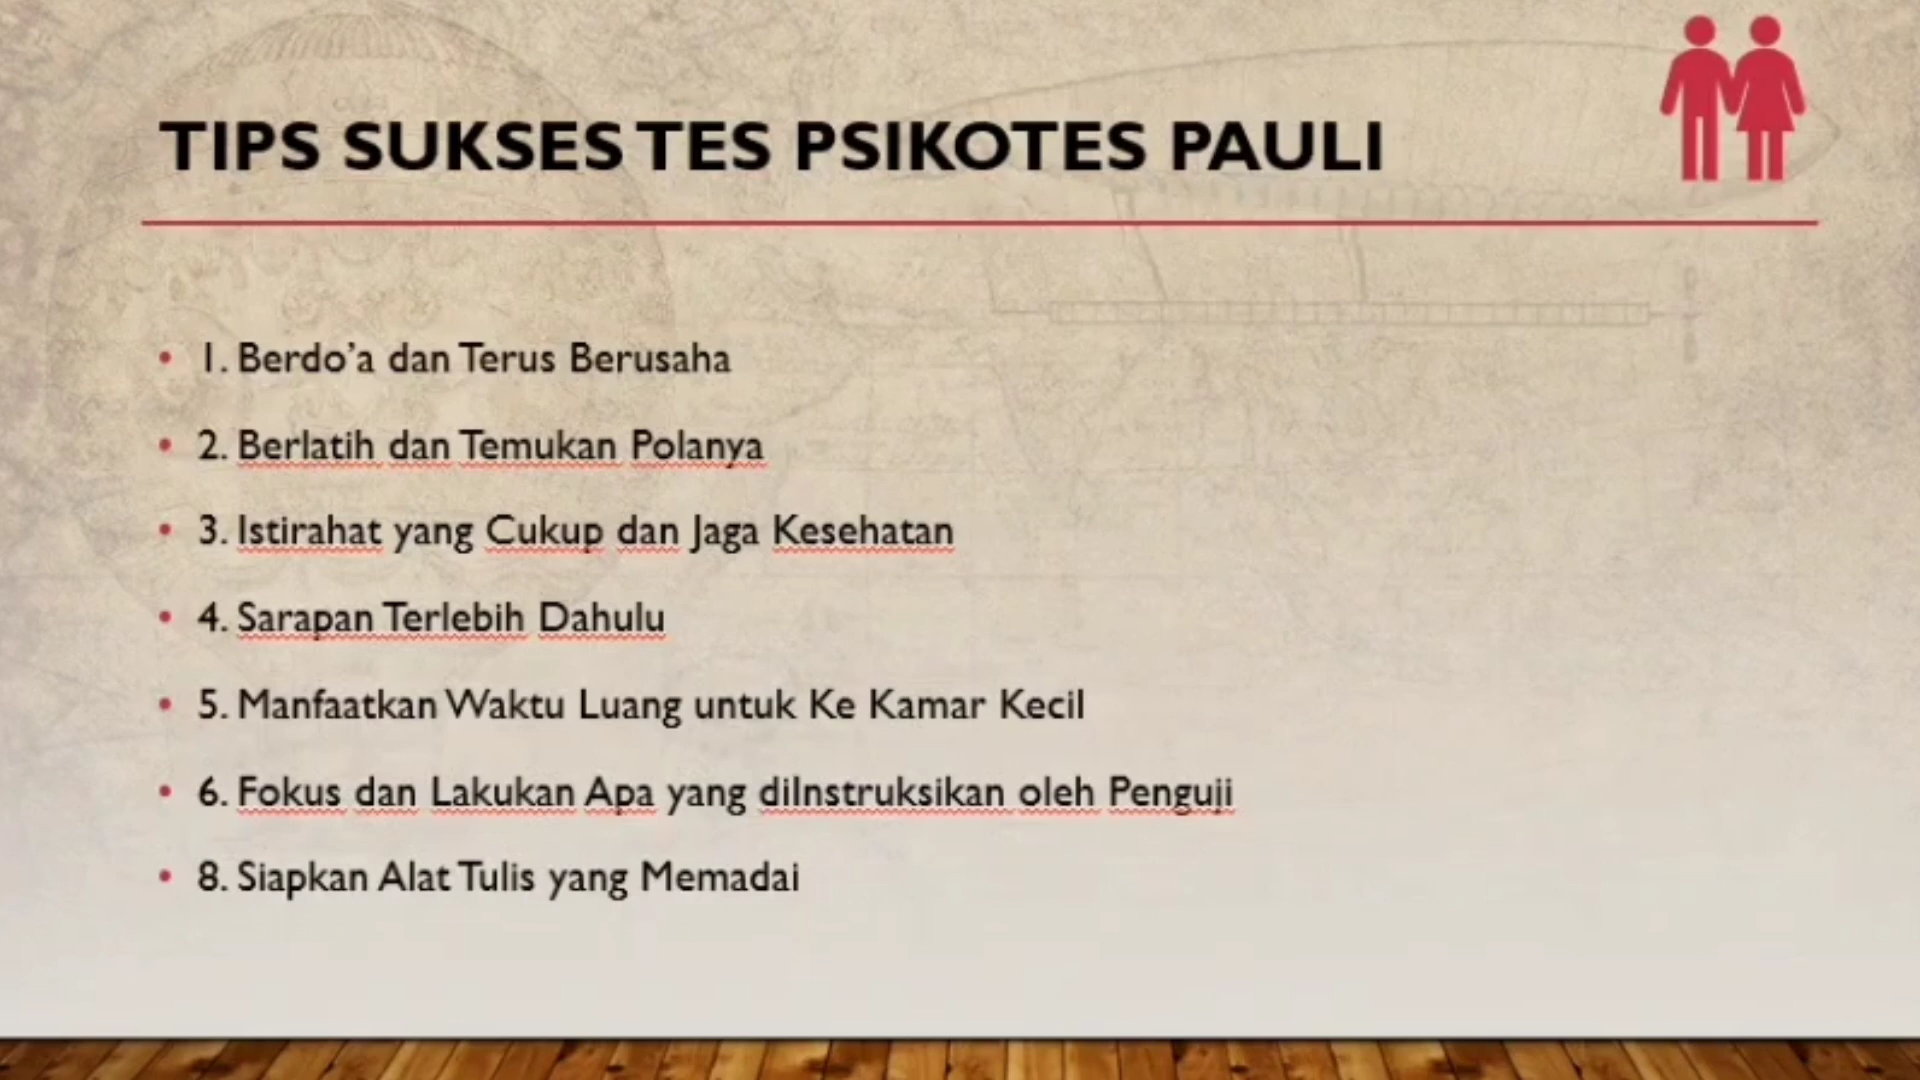 TIPS SUKSES TES PSIKOTES PAULI
• 1. Berdo’a dan Terus Berusaha
• 2. Berlatih dan Temukan Polanya
• 3. Istirahat yang Cukup dan Jaga Kesehatan
• 4. Sarapan Terlebih Dahulu
• 5. Manfaatkan Waktu Luang untuk Ke Kamar Kecil
• 6. Fokus dan Lakukan Apa yang diInstruksikan oleh Penguji
• 8. Siapkan Alat Tulis yang Memadai